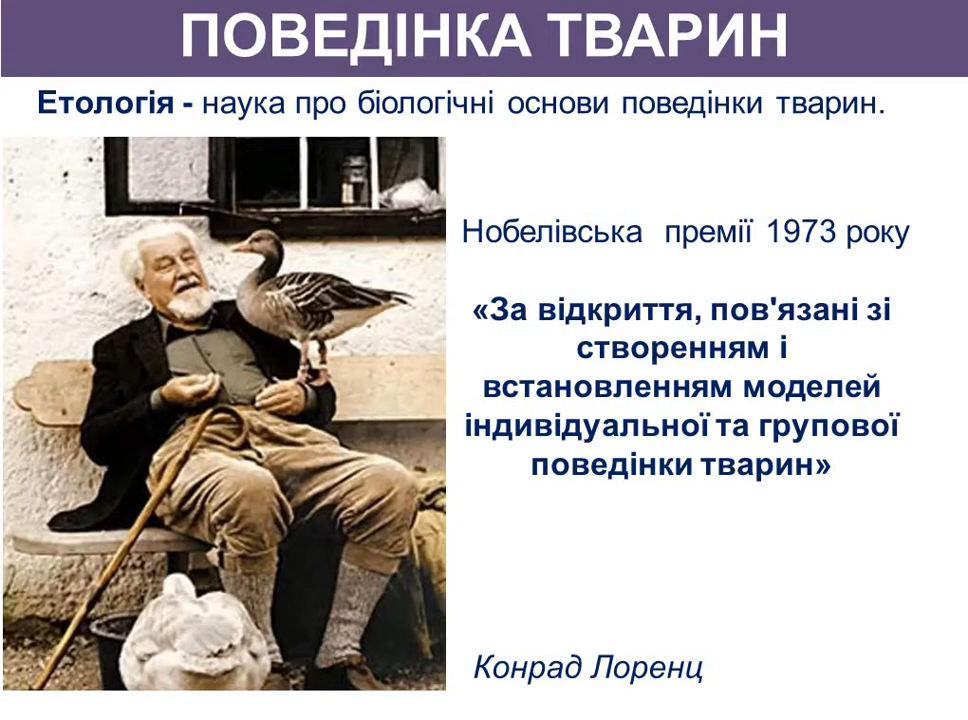 ПОВЕДІНКА ТВАРИН
Етологія - наука про біологічні основи поведінки тварин.
Нобелівська премії 1973 року
«За відкриття, пов'язані зі
створенням і
встановленням моделей
індивідуальної та групової
поведінки тварин»
Конрад Лоренц